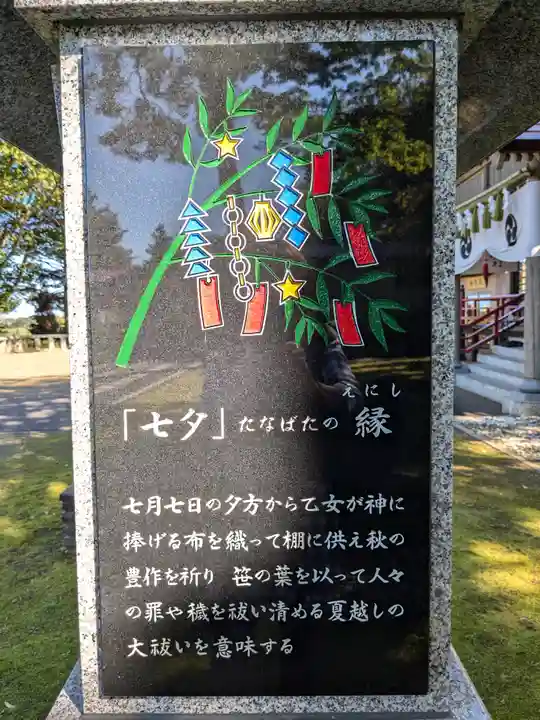 えにし
「七夕」たなばたの 縁
七月七日の夕方から乙女が神に
捧げる布を織って棚に供え秋の
豊作を祈り 笹の葉を以って人々
の罪や穢を祓い清める夏越しの
大祓いを意味する